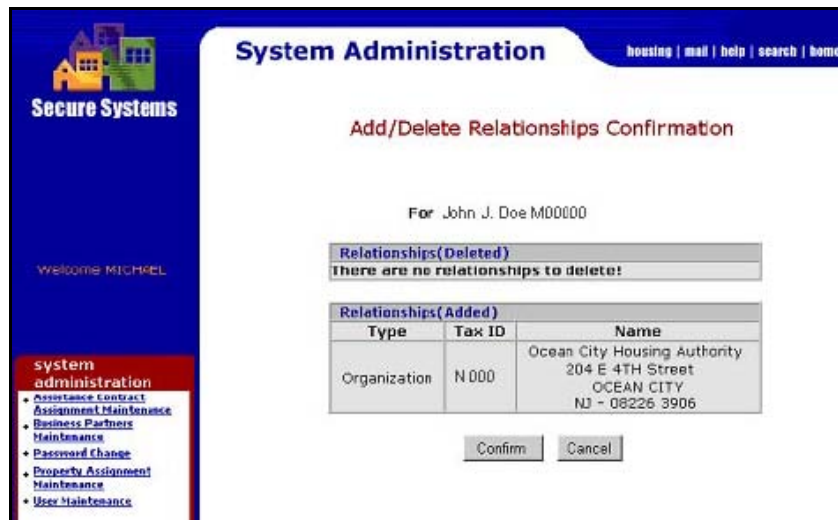 System Administration
housing | mail | help | search | home
Secure Systems
Add/Delete Relationships Confirmation
For John J. Doe M00000
Welcome MICHAEL
Relationships(Deleted)
There are no relationships to delete!
Relationships(Added)
Type Tax ID Name
Organization N 000 Ocean City Housing Authority
204 E 4TH Street
OCEAN CITY
NJ - 08226 3906
Confirm Cancel
system
administration
Assistance Contract
Assignment Maintenance
Business Partners
Maintenance
Password Change
Property Assignment
Maintenance
User Maintenance